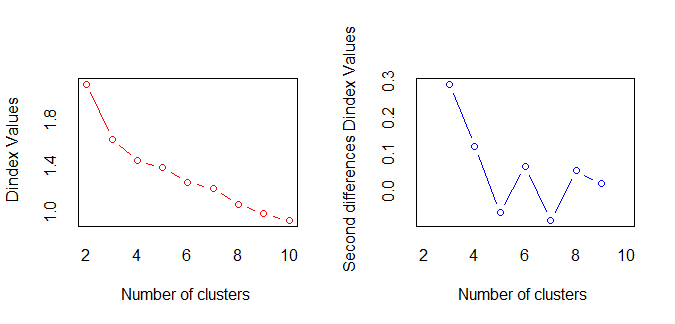 Dindex Values
1.0 1.4 1.8
2 4 6 8 10
Number of clusters
Second differences Dindex Values
0.0 0.1 0.2 0.3
2 4 6 8 10
Number of clusters